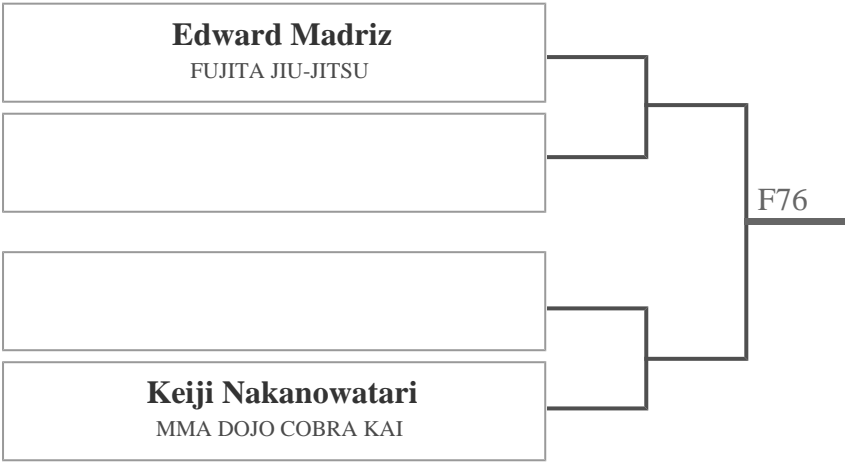 Edward Madriz
FUJITA JIU-JITSU
F76
Keiji Nakanowatari
MMA DOJO COBRA KAI